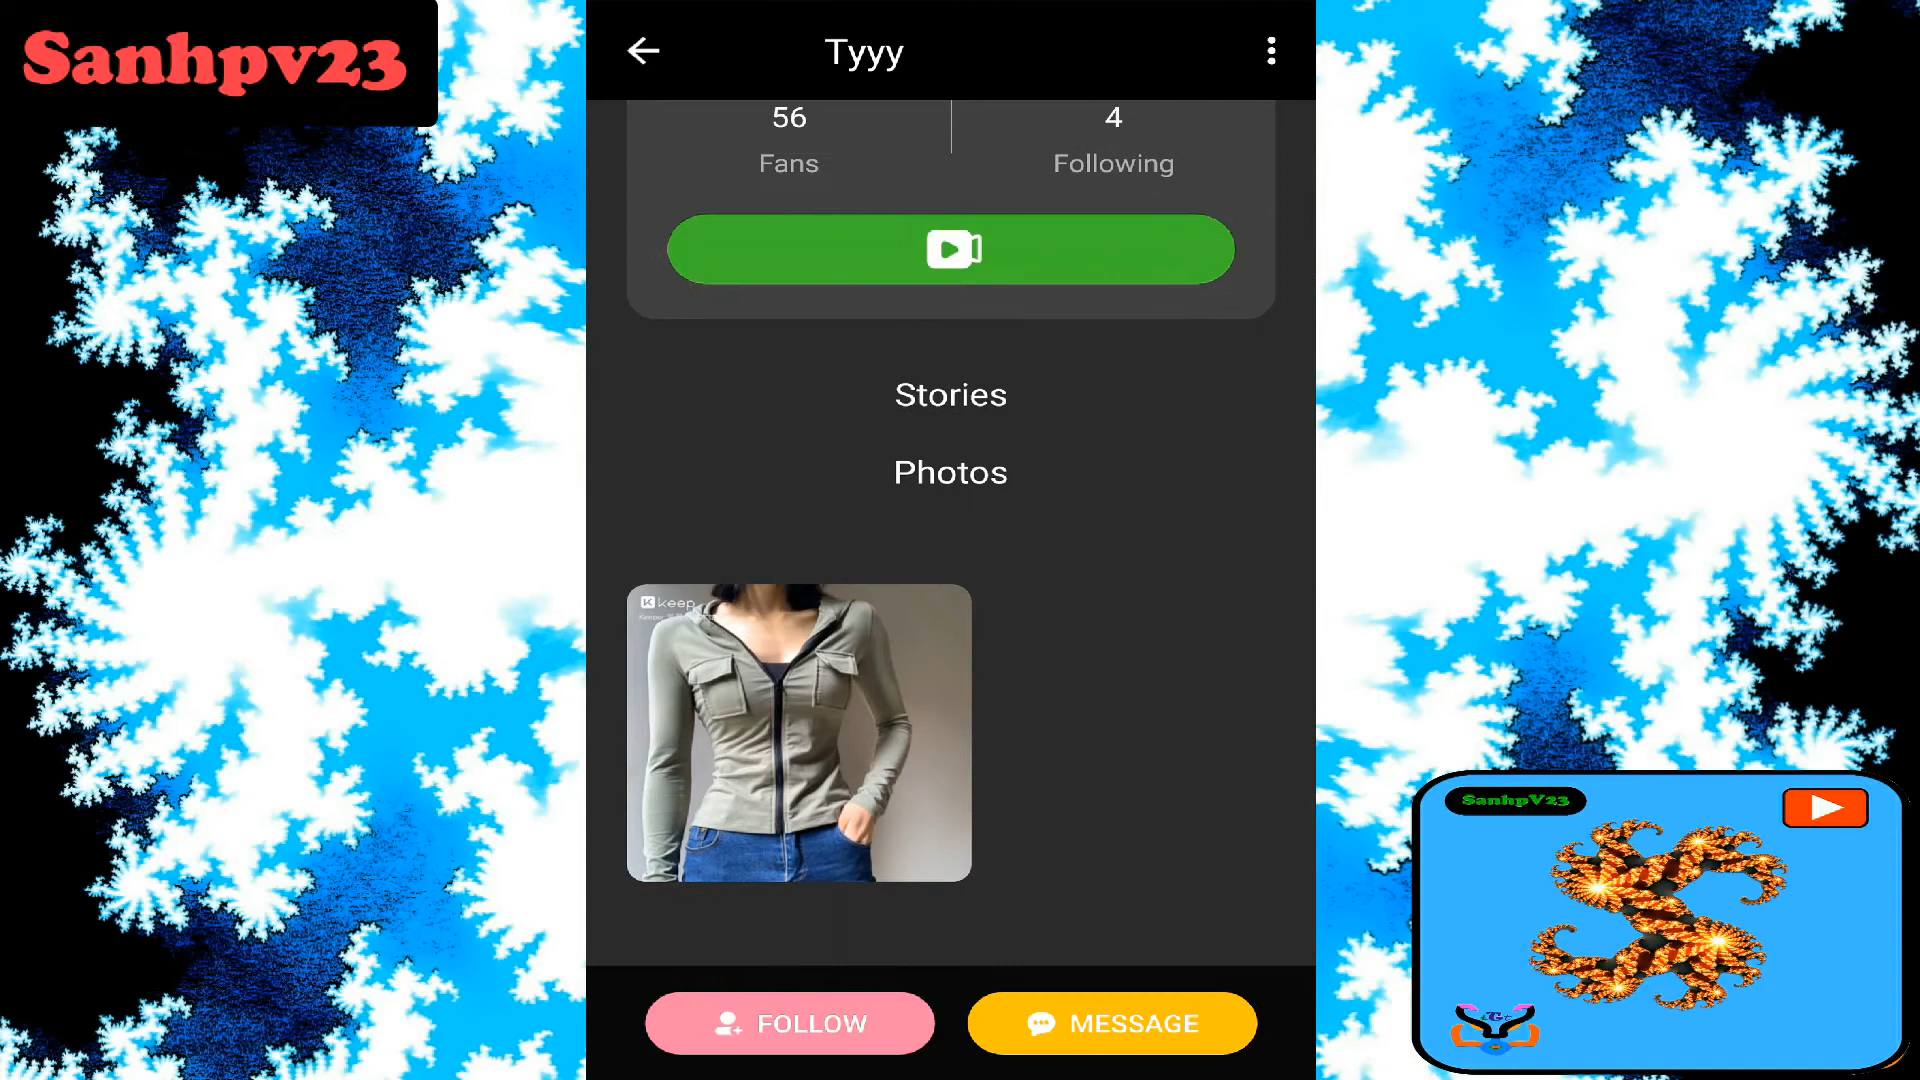 Sanhpv23
Tyyy
56
Fans
4
Following
Stories
Photos
keep
FOLLOW
MESSAGE
SanhpV23